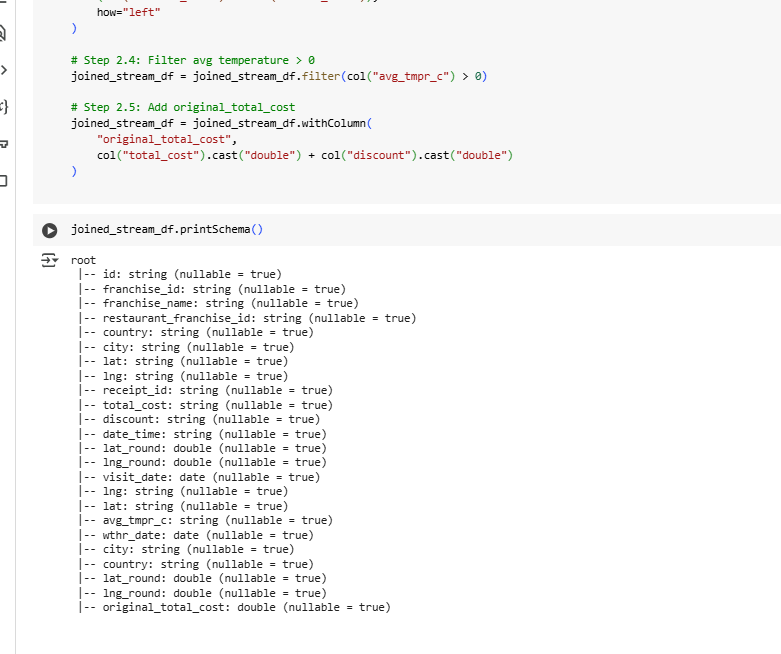 how="left"
)
# Step 2.4: Filter avg temperature > 0
joined_stream_df = joined_stream_df.filter(col("avg_tmpr_c") > 0)
# Step 2.5: Add original_total_cost
joined_stream_df = joined_stream_df.withColumn(
"original_total_cost",
col("total_cost").cast("double") + col("discount").cast("double")
)
joined_stream_df.printSchema()
root
|-- id: string (nullable = true)
|-- franchise_id: string (nullable = true)
|-- franchise_name: string (nullable = true)
|-- restaurant_franchise_id: string (nullable = true)
|-- country: string (nullable = true)
|-- city: string (nullable = true)
|-- lat: string (nullable = true)
|-- lng: string (nullable = true)
|-- receipt_id: string (nullable = true)
|-- total_cost: string (nullable = true)
|-- discount: string (nullable = true)
|-- date_time: string (nullable = true)
|-- lat_round: double (nullable = true)
|-- lng_round: double (nullable = true)
|-- visit_date: date (nullable = true)
|-- lng: string (nullable = true)
|-- lat: string (nullable = true)
|-- avg_tmpr_c: string (nullable = true)
|-- wthr_date: date (nullable = true)
|-- city: string (nullable = true)
|-- country: string (nullable = true)
|-- lat_round: double (nullable = true)
|-- lng_round: double (nullable = true)
|-- original_total_cost: double (nullable = true)